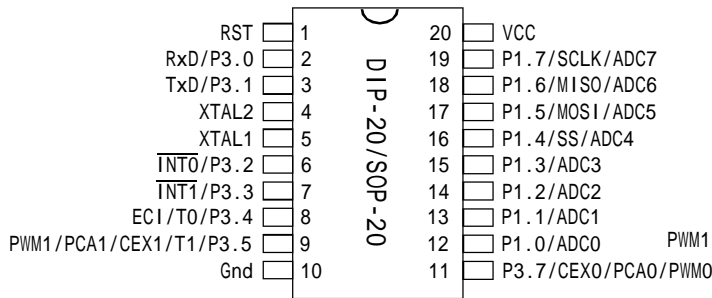 RST 1 20 VCC
RxD/P3.0 2 19 P1.7/SCLK/ADC7
TxD/P3.1 3 18 P1.6/MISO/ADC6
XTAL2 4 17 P1.5/MOSI/ADC5
XTAL1 5 16 P1.4/SS/ADC4
INT0/P3.2 6 15 P1.3/ADC3
INT1/P3.3 7 14 P1.2/ADC2
ECI/T0/P3.4 8 13 P1.1/ADC1
PWM1/PCA1/CEX1/T1/P3.5 9 12 P1.0/ADC0 PWM1
Gnd 10 11 P3.7/CEX0/PCA0/PWM0
DIP-20/SOP-20